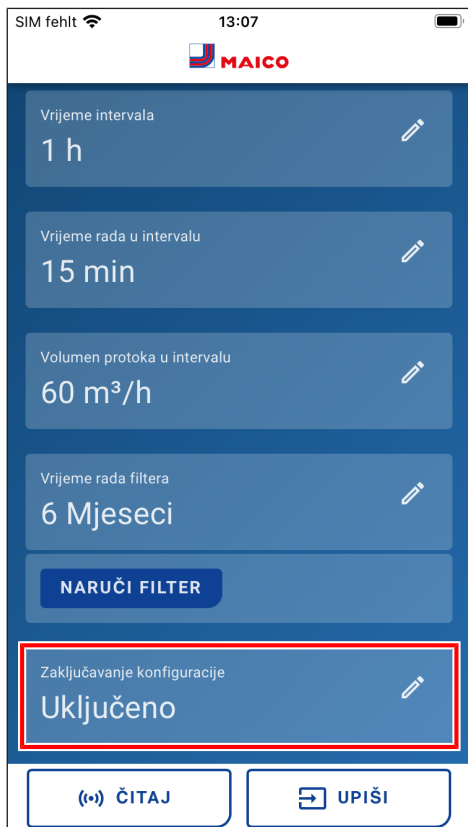 SIM fehlt 13:07
MAICO
Vrijeme intervala
1 h
Vrijeme rada u intervalu
15 min
Volumen protoka u intervalu
60 m³/h
Vrijeme rada filtera
6 Mjeseci
NARUČI FILTER
Zaključavanje konfiguracije
Uključeno
ČITAJ UPIŠI